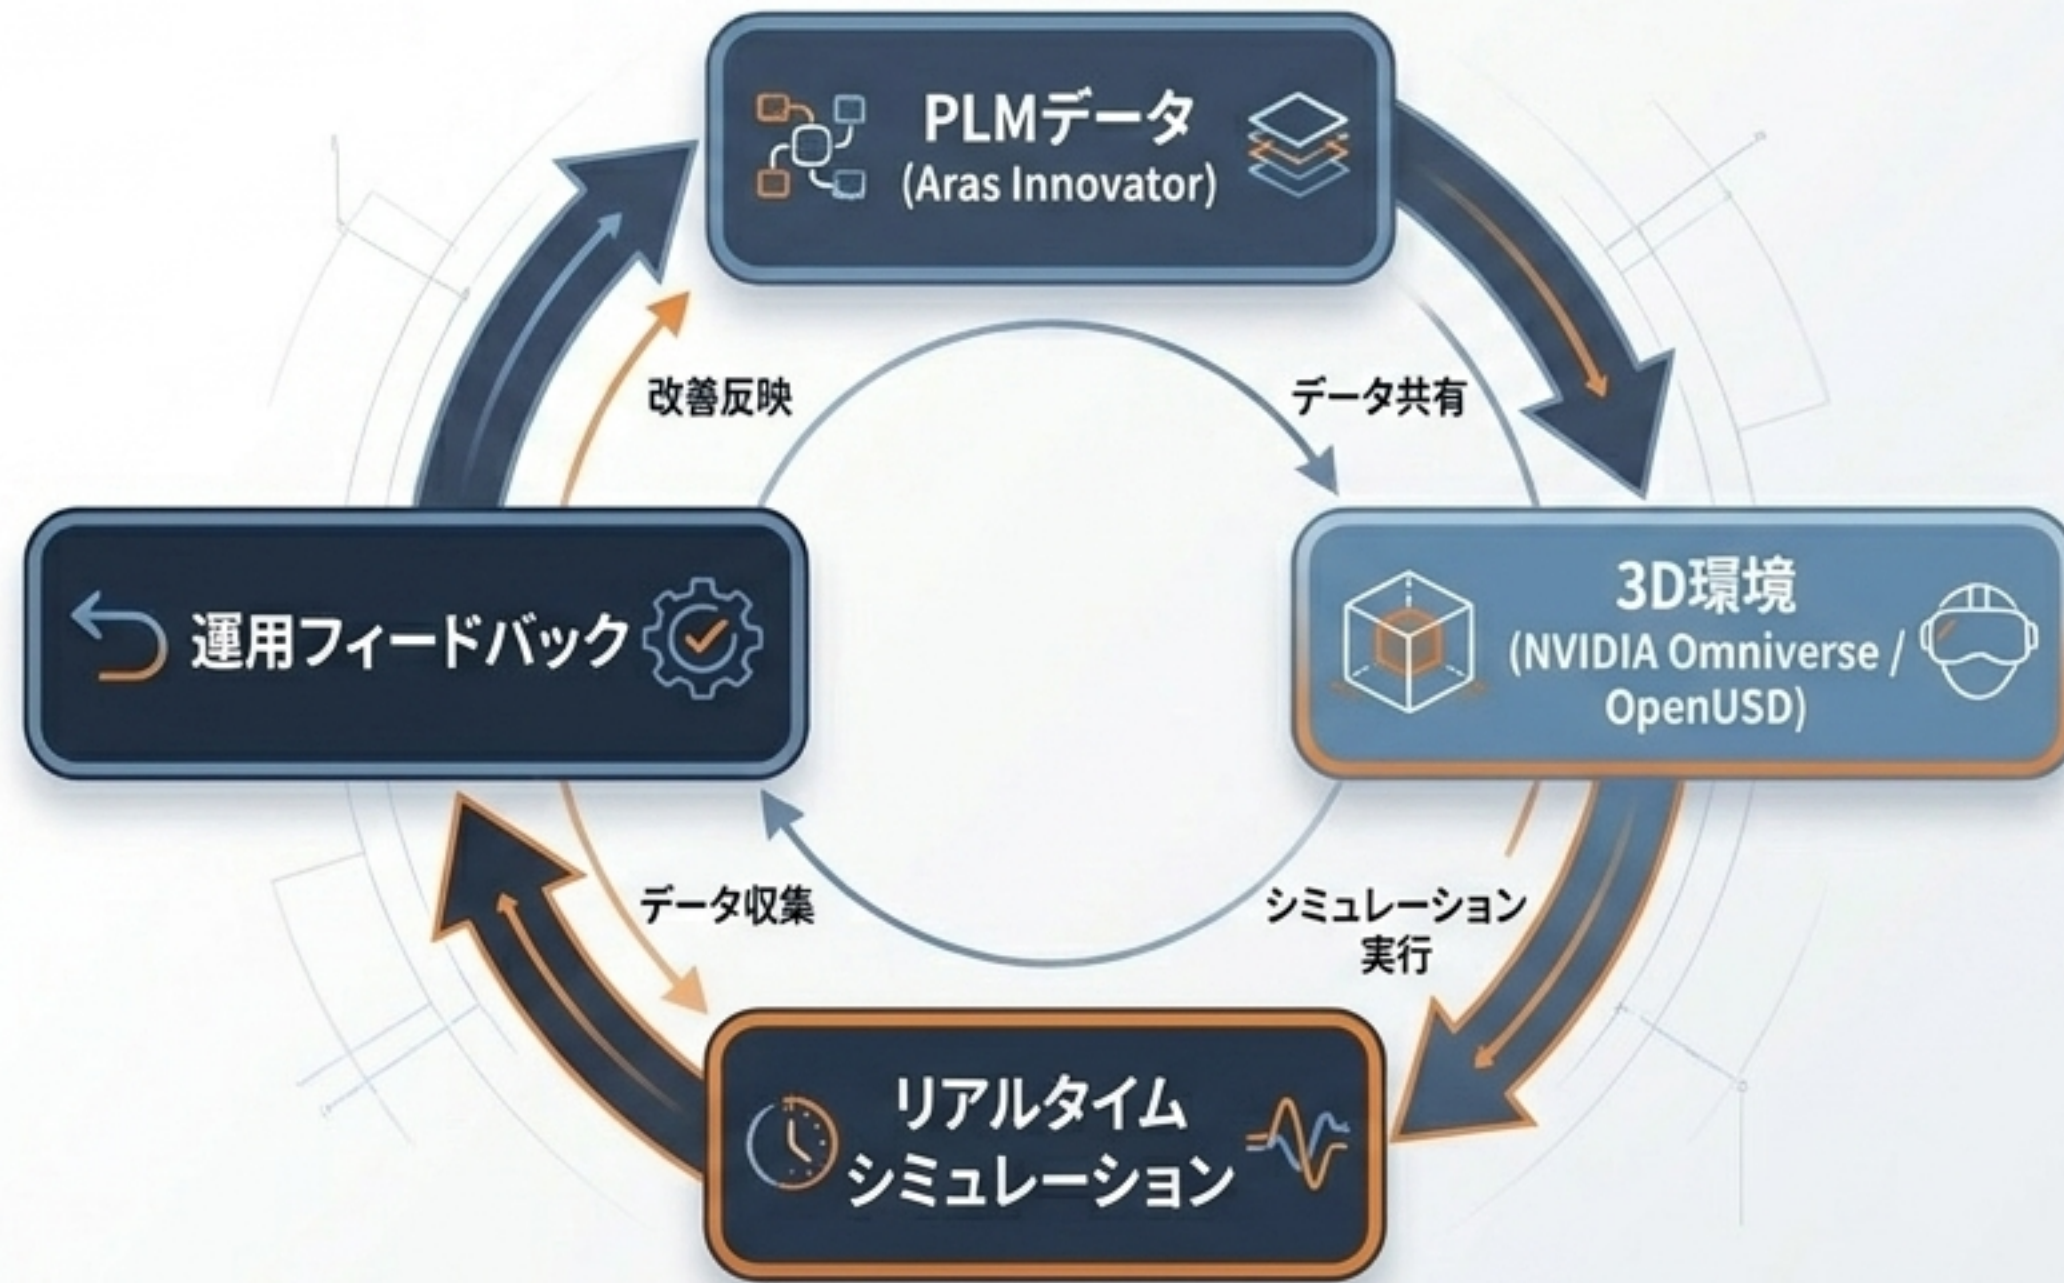 PLMデータ
(Aras Innovator)
改善反映
データ共有
運用フィードバック
3D環境
(NVIDIA Omniverse /
OpenUSD)
データ収集
シミュレーション
実行
リアルタイム
シミュレーション